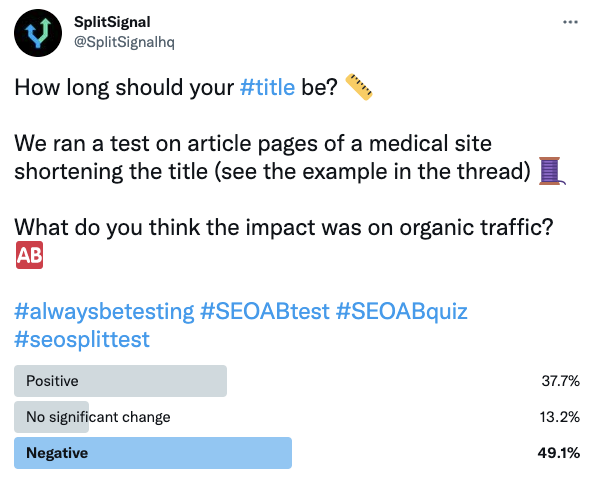 SplitSignal
@SplitSignalhq
How long should your #title be? 📏
We ran a test on article pages of a medical site
shortening the title (see the example in the thread) 🧵
What do you think the impact was on organic traffic?
🆎
#alwaysbetesting #SEOABtest #SEOABquiz
#seosplittest
Positive 37.7%
No significant change 13.2%
Negative 49.1%